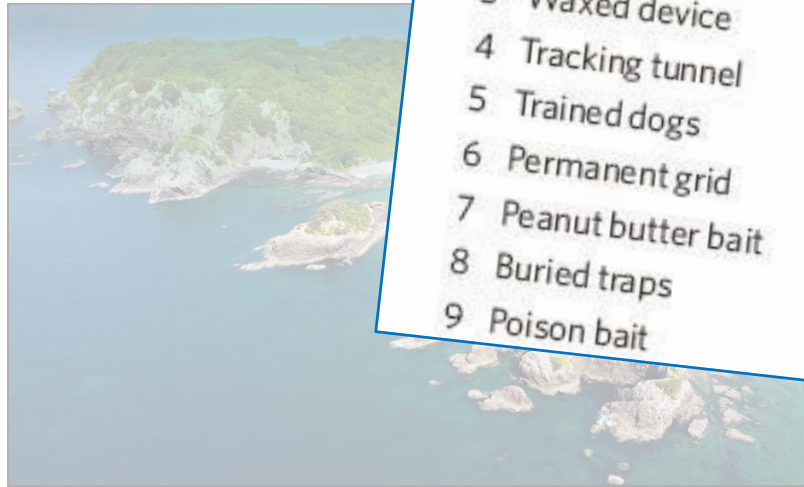 Waxed device
4 Tracking tunnel
5 Trained dogs
6 Permanent grid
7 Peanut butter bait
8 Buried traps
9 Poison bait